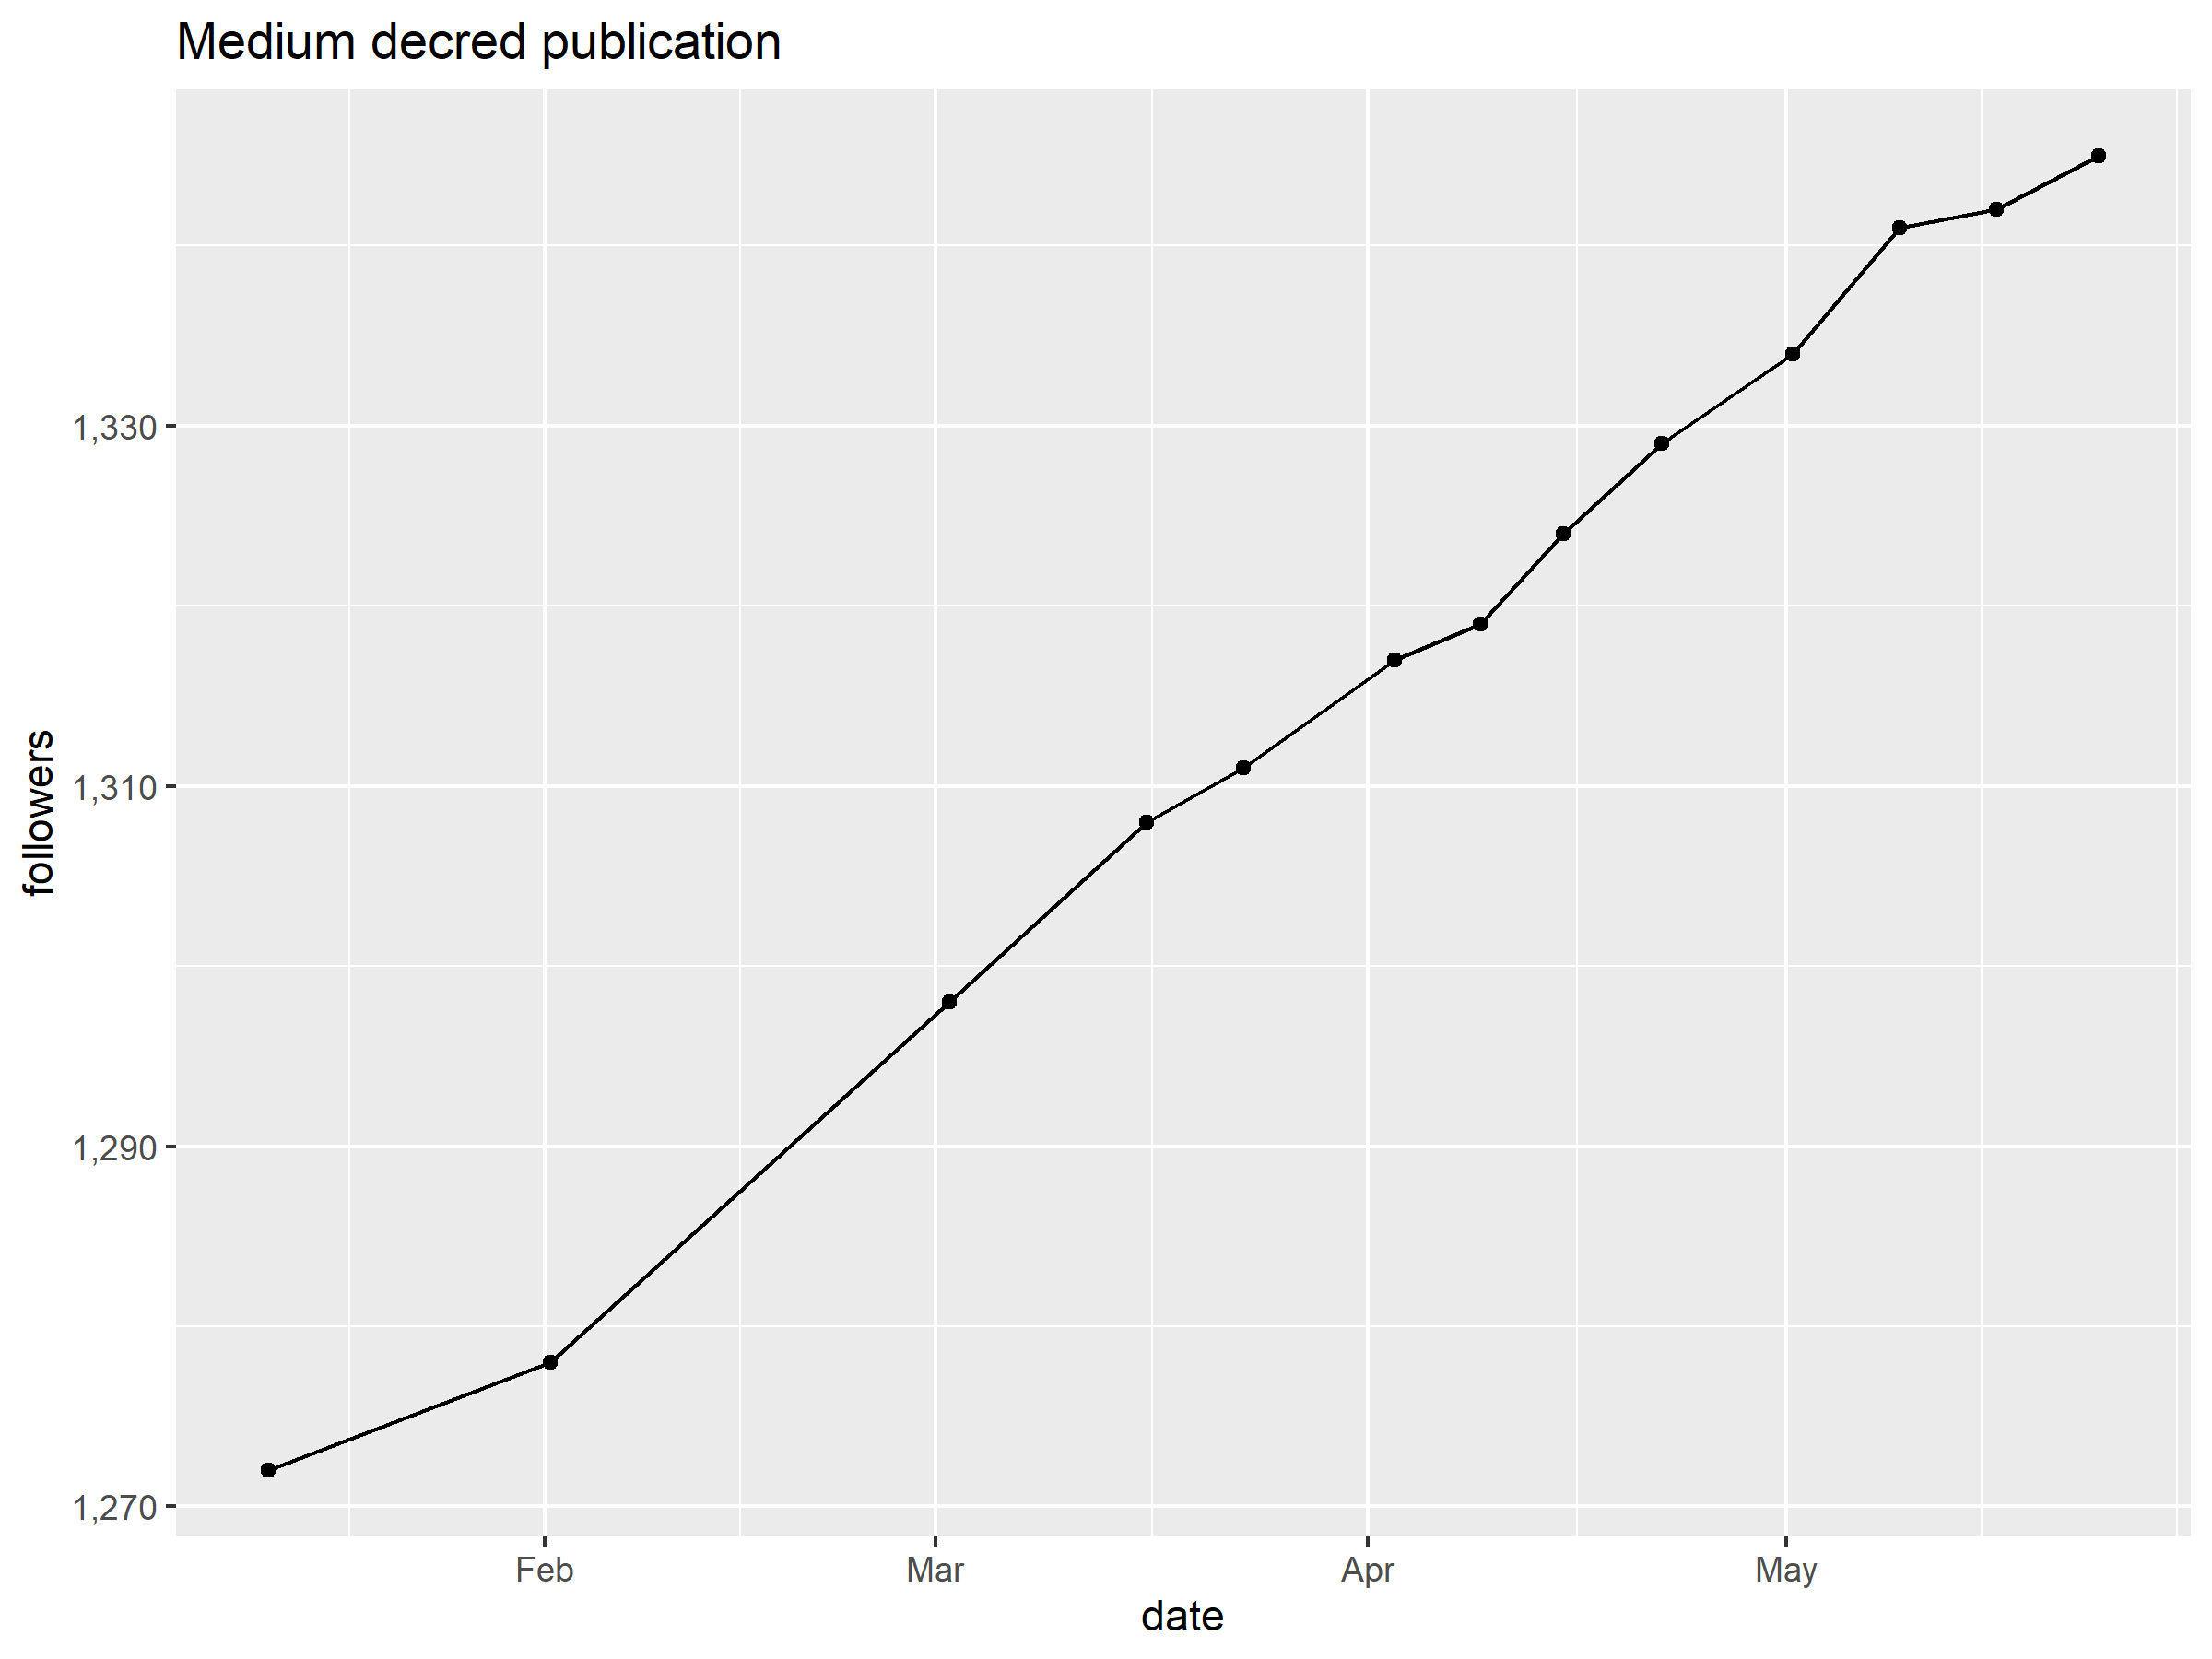 Medium decred publication
followers
1,330
1,310
1,290
1,270
Feb Mar Apr May
date